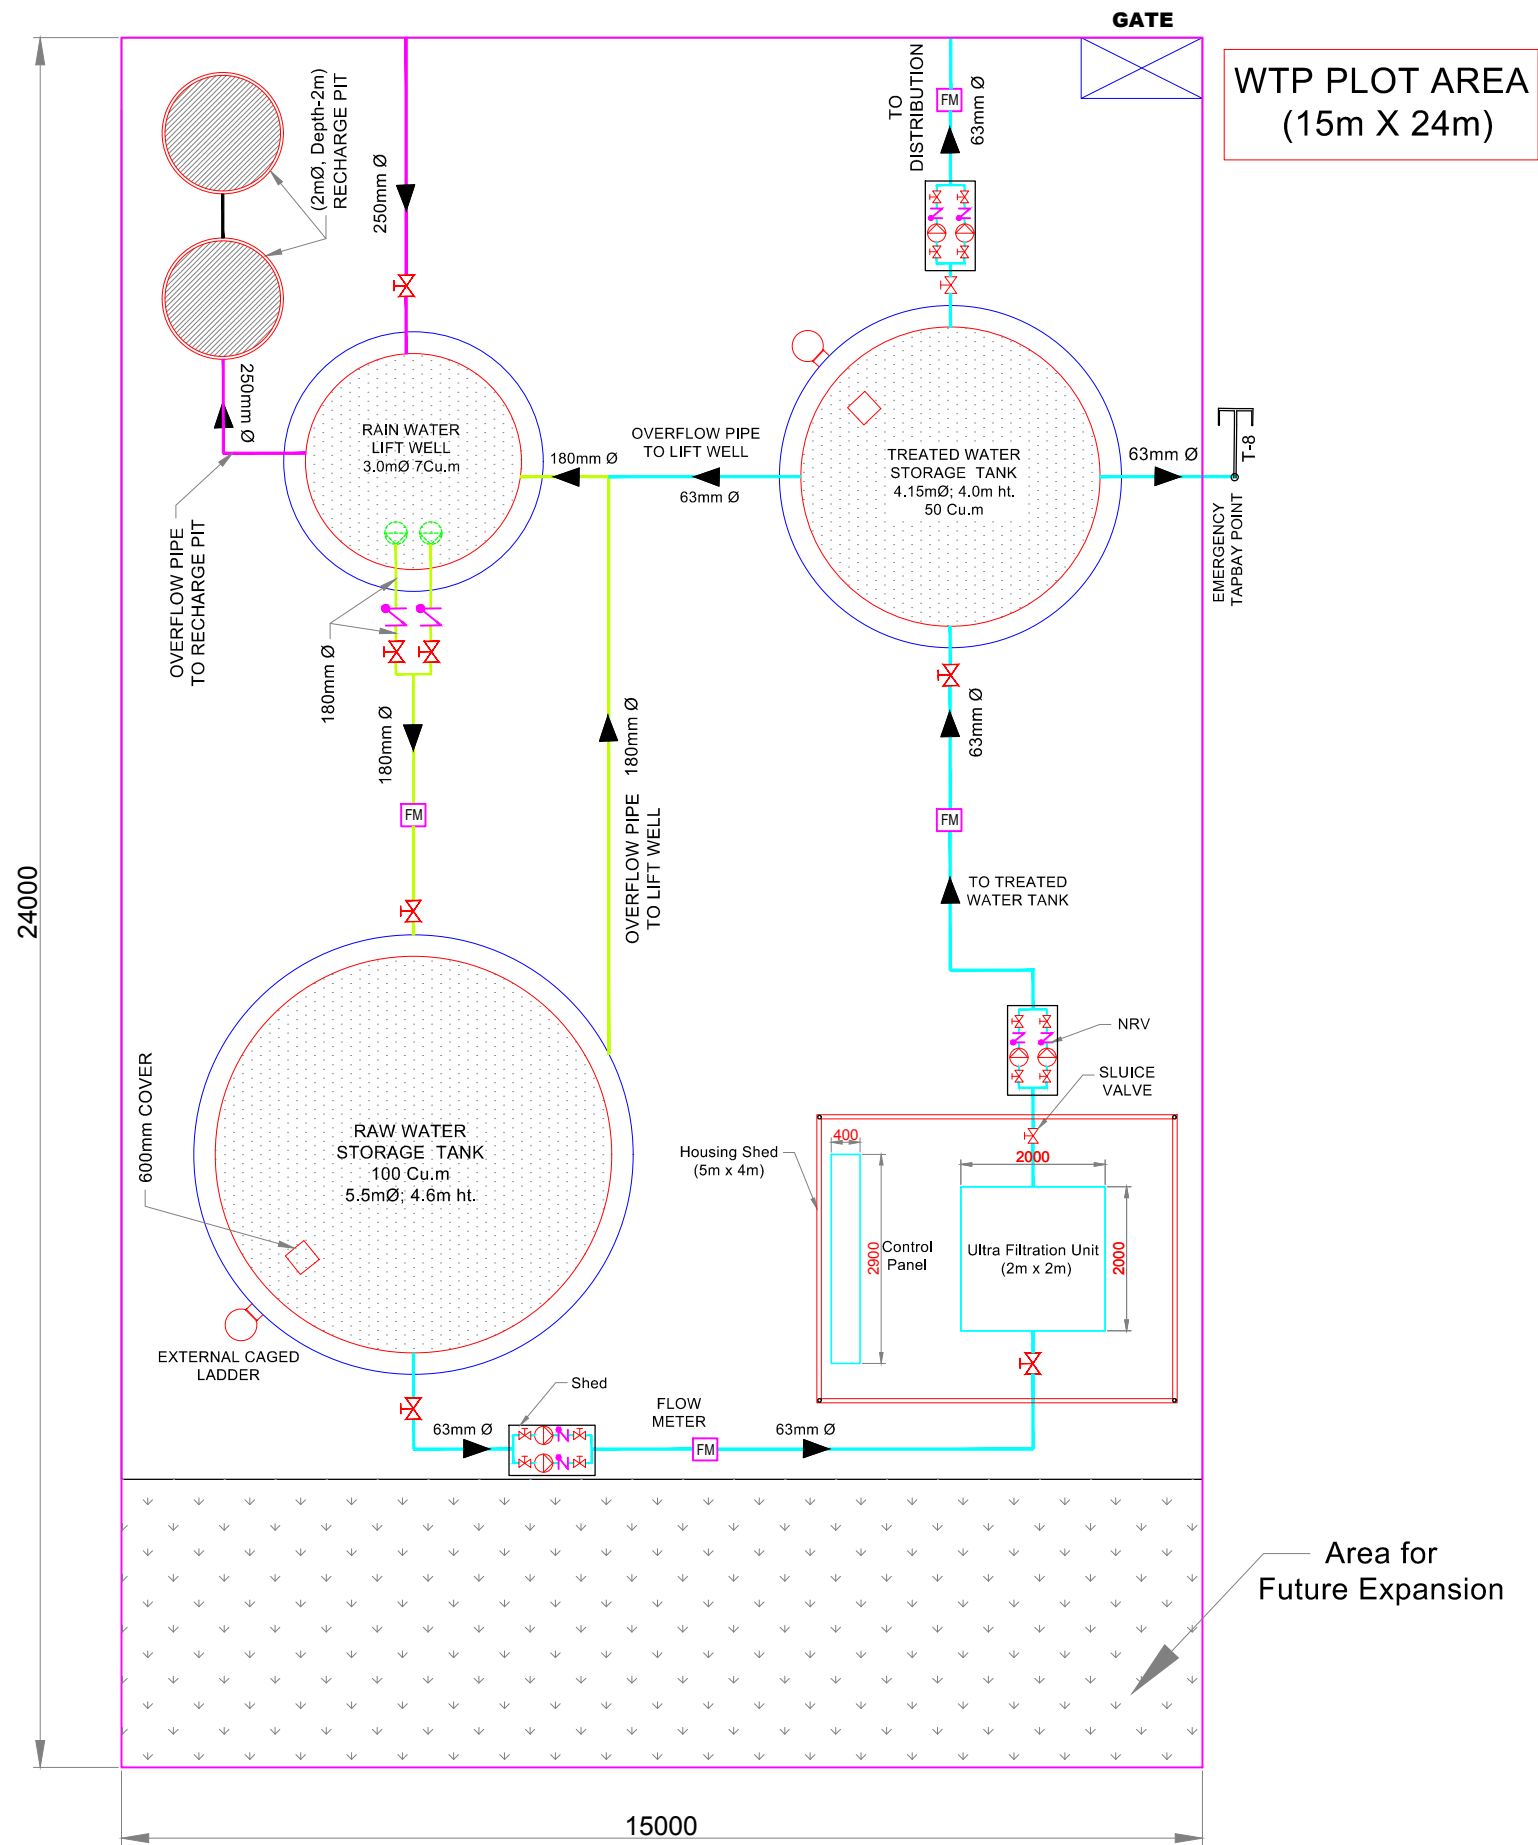 GATE
WTP PLOT AREA
(15m X 24m)
(2mØ, Depth-2m)
RECHARGE PIT
250mm Ø
TO
DISTRIBUTION
FM
63mm Ø
250mm Ø
RAIN WATER
LIFT WELL
3.0mØ 7Cu.m
180mm Ø
OVERFLOW PIPE
TO LIFT WELL
63mm Ø
TREATED WATER
STORAGE TANK
4.15mØ; 4.0m ht.
50 Cu.m
63mm Ø
T-8
EMERGENCY
TAPBAY POINT
OVERFLOW PIPE
TO RECHARGE PIT
180mm Ø
180mm Ø
180mm Ø
63mm Ø
FM
FM
OVERFLOW PIPE
TO LIFT WELL
TO TREATED
WATER TANK
24000
NRV
SLUICE
VALVE
600mm COVER
RAW WATER
STORAGE TANK
100 Cu.m
5.5mØ; 4.6m ht.
Housing Shed
(5m x 4m)
400
2000
2900
Control
Panel
Ultra Filtration Unit
(2m x 2m)
2000
EXTERNAL CAGED
LADDER
Shed
FLOW
METER
63mm Ø
FM
63mm Ø
Area for
Future Expansion
15000